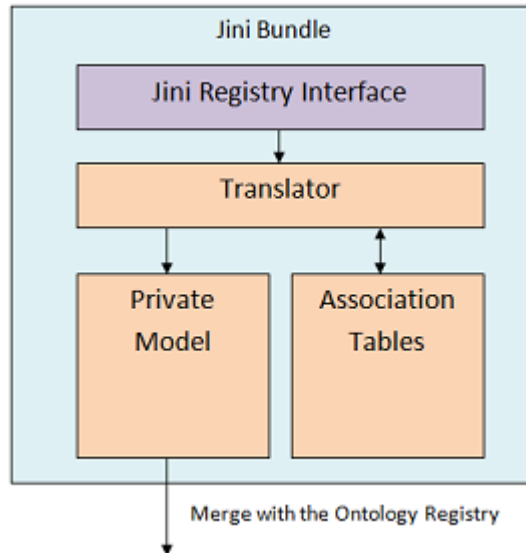 Jini Bundle
Jini Registry Interface
Translator
Private
Model
Association
Tables
Merge with the Ontology Registry